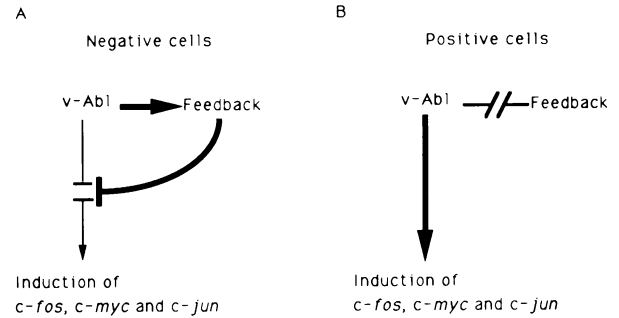 A
Negative cells
v-Abl Feedback
Induction of
c-fos, c-myc and c-jun
B
Positive cells
v-Abl Feedback
Induction of
c-fos, c-myc and c-jun